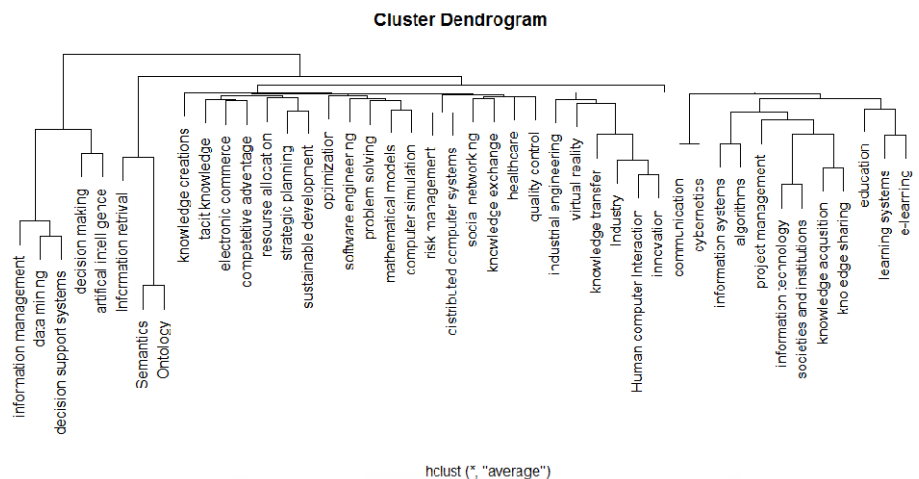 Cluster Dendrogram
information management
data mining
decision support systems
decision making
artifical intelligence
Information retrival
Semantics
Ontology
knowledge creations
tacit knowledge
electronic commerce
competative advantage
resourse allocation
strategic planning
sustainable development
optimization
software engineering
problem solving
mathematical models
computer simulation
risk management
distributed computer systems
social networking
knowledge exchange
healthcare
quality control
industrial engineering
virtual reality
knowledge transfer
Industry
Human computer Interaction
innovation
communication
cybernetics
information systems
algorithms
project management
information technology
societies and institutions
knowledge acqusition
knowledge sharing
education
learning systems
e-learning
hclust (*, "average")